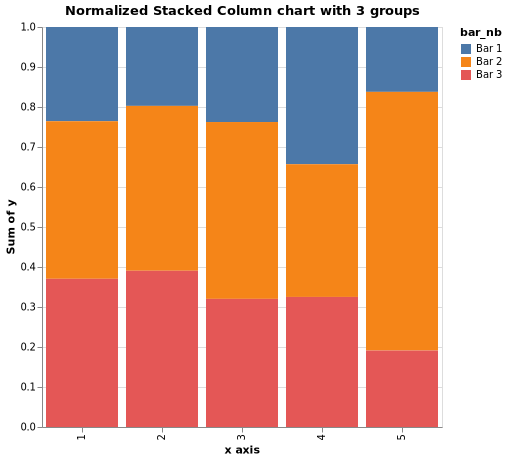 Normalized Stacked Column chart with 3 groups
bar_nb
Bar 1
Bar 2
Bar 3
Sum of y
1.0
0.9
0.8
0.7
0.6
0.5
0.4
0.3
0.2
0.1
0.0
1
2
3
4
5
x axis